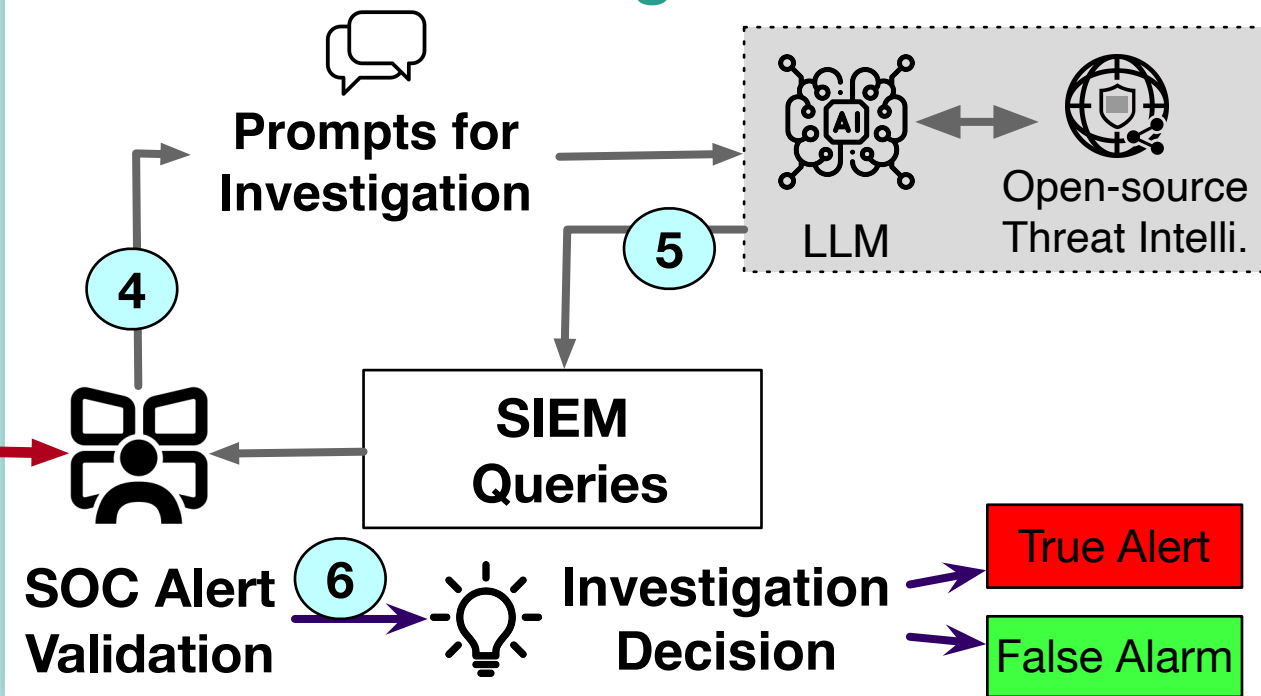 Prompts for
Investigation
AI
LLM
Open-source
Threat Intelli.
4
5
SIEM
Queries
SOC Alert
Validation
6
Investigation
Decision
True Alert
False Alarm